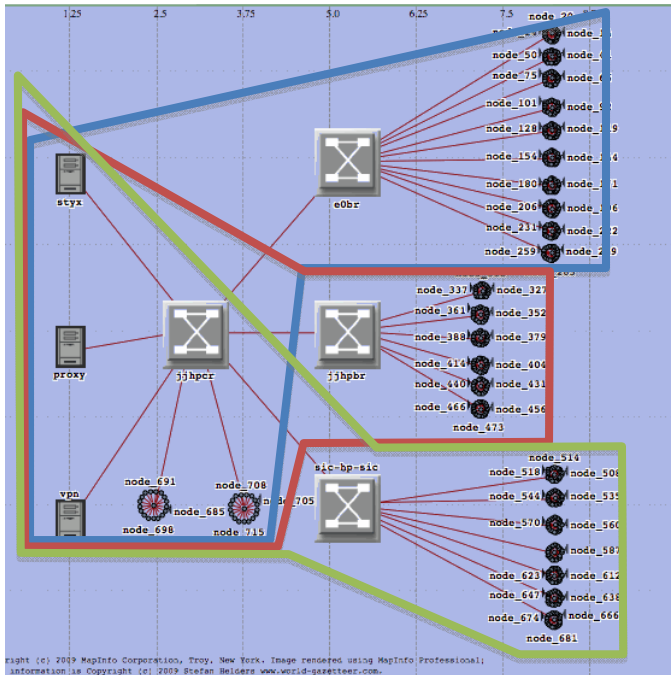 1.25 2.5 3.75 5 6.25 7.5
node_50
node_75
node_101
node_128
node_154
node_180
node_206
node_231
node_259
styx
e0br
node_337 node_327
node_361 node_352
node_388 node_379
node_414 node_404
node_440 node_431
node_466 node_456
node_473
proxy
jjhpcr
jjhpbr
sic-bp-sic
node_514
node_518 node_508
node_544 node_535
node_570 node_560
node_587
node_623 node_612
node_647 node_638
node_674 node_666
node_681
vpn
node_691 node_708
node_685 node_705
node_698 node_715
right (c) 2009 MapInfo Corporation, Troy, New York. Image rendered using MapInfo Professional;
information is Copyright (c) 2009 Stefan Helders www.world-gazetteer.com.